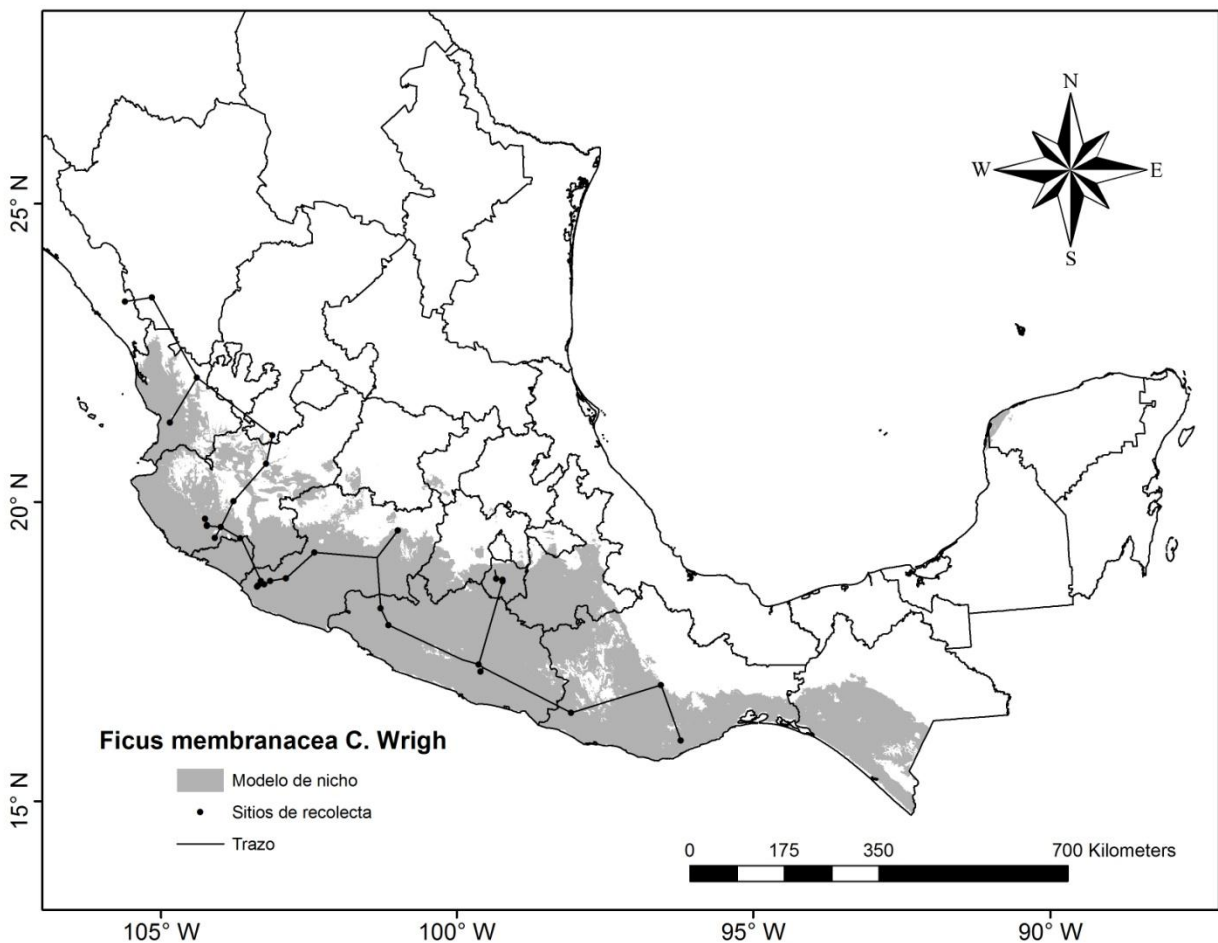 N
W
E
S
25° N
20° N
15° N
Ficus membranacea C. Wrigh
Modelo de nicho
Sitios de recolecta
Trazo
0 175 350 700 Kilometers
105° W 100° W 95° W 90° W